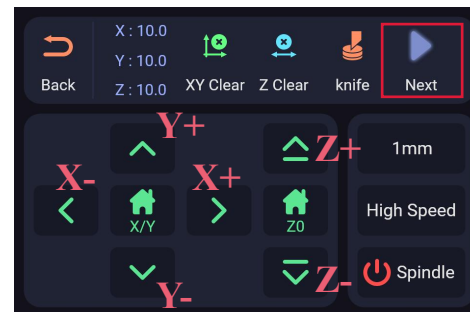 X : 10.0
Y : 10.0
Z : 10.0
Back
XY Clear
Z Clear
knife
Next
Y+
Z+
1mm
X-
X+
X/Y
Z0
High Speed
Y-
Z-
Spindle